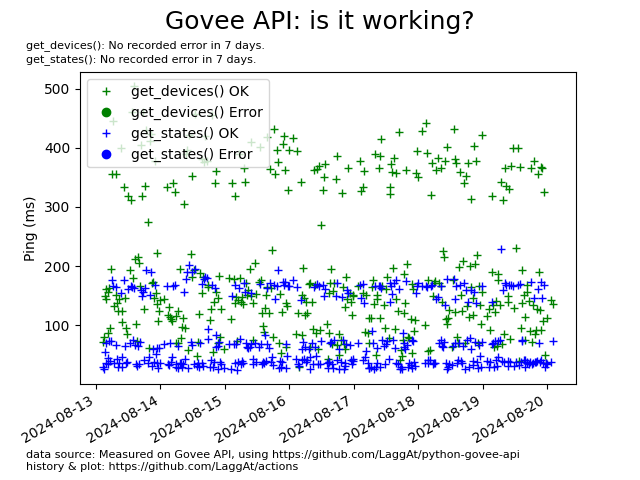 Govee API: is it working?
get_devices(): No recorded error in 7 days.
get_states(): No recorded error in 7 days.
500
400
300
200
100
Ping (ms)
get_devices() OK
get_devices() Error
get_states() OK
get_states() Error
2024-08-13
2024-08-14
2024-08-15
2024-08-16
2024-08-17
2024-08-18
2024-08-19
2024-08-20
data source: Measured on Govee API, using https://github.com/LaggAt/python-govee-api
history & plot: https://github.com/LaggAt/actions